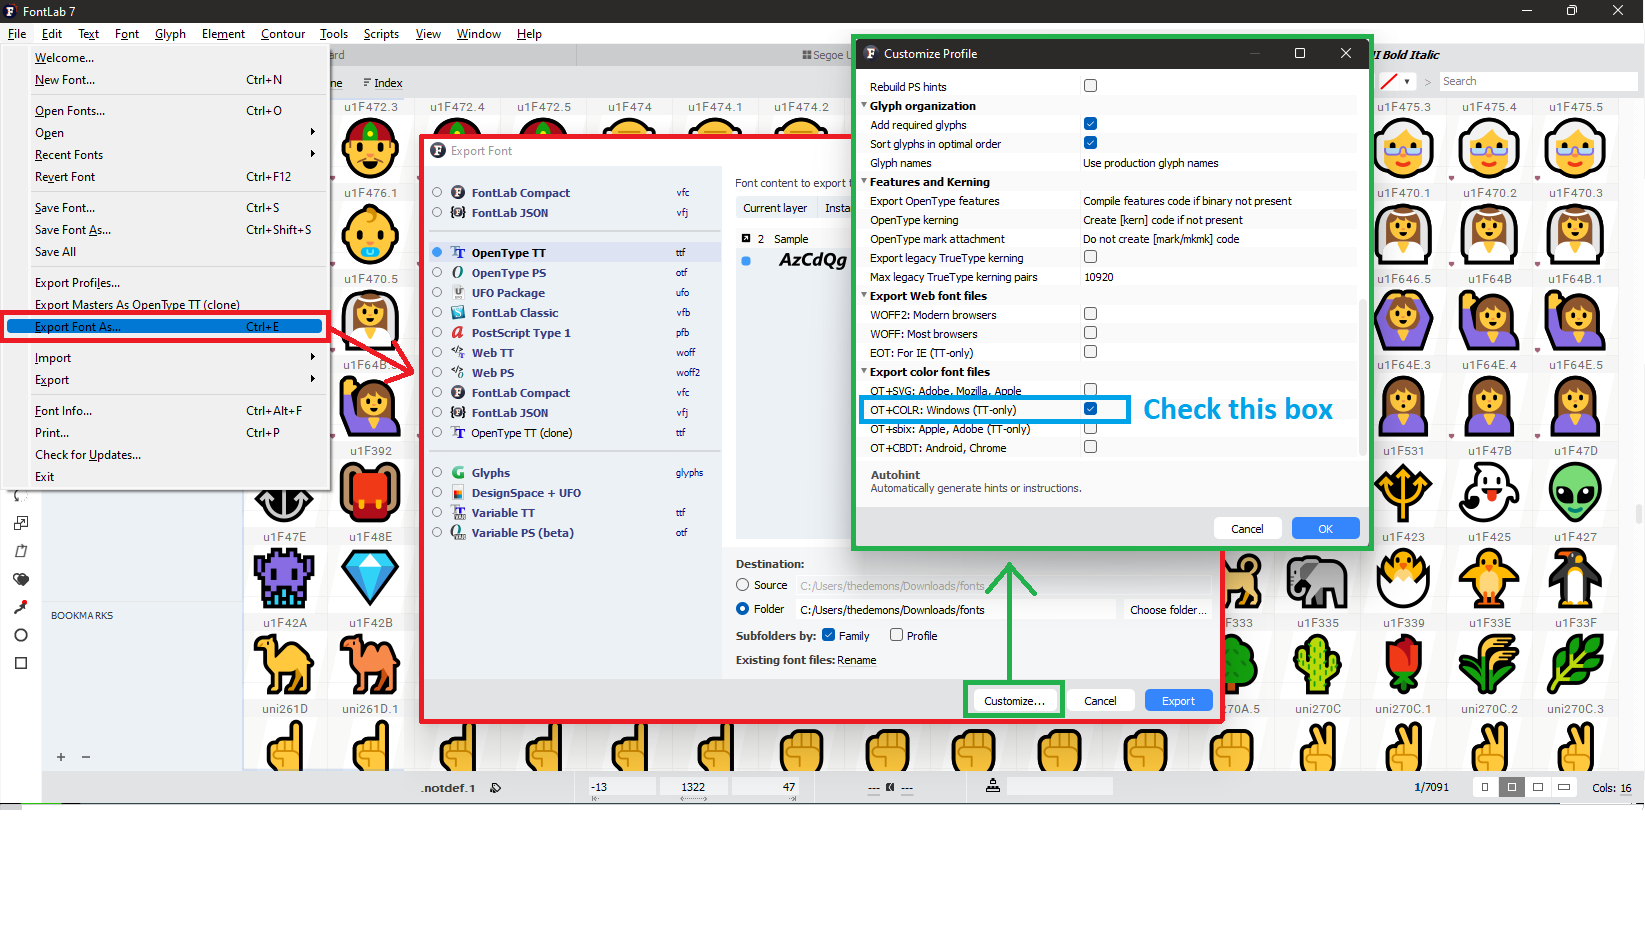 FontLab 7
File Edit Text Font Glyph Element Contour Tools Scripts View Window Help
Welcome...
New Font... Ctrl+N
Open Fonts... Ctrl+O
Open
Recent Fonts
Revert Font Ctrl+F12
Save Font... Ctrl+S
Save Font As... Ctrl+Shift+S
Save All
Export Profiles...
Export Masters As OpenType TT (clone)
Export Font As... Ctrl+E
Import
Export
Font Info... Ctrl+Alt+F
Print... Ctrl+P
Check for Updates...
Exit
BOOKMARKS
Index
Segoe U
I Bold Italic
Search
u1F472.3 u1F472.4 u1F472.5 u1F474 u1F474.1 u1F474.2 u1F475.3 u1F475.4 u1F475.5
u1F476.1 u1F470.1 u1F470.2 u1F470.3
u1F470.5 u1F646.5 u1F64B u1F64B.1
u1F64B. u1F64E.3 u1F64E.4 u1F64E.5
u1F392 u1F531 u1F47B u1F47D
u1F47E u1F48E u1F423 u1F425 u1F427
u1F42A u1F42B F333 u1F335 u1F339 u1F33E u1F33F
uni261D uni261D.1 270A.5 uni270C uni270C.1 uni270C.2 uni270C.3
Export Font
FontLab Compact vfc
FontLab JSON vfj
OpenType TT ttf
OpenType PS otf
UFO Package ufo
FontLab Classic vfb
PostScript Type 1 pfb
Web TT woff
Web PS woff2
FontLab Compact vfc
FontLab JSON vfj
OpenType TT (clone) ttf
Glyphs glyphs
DesignSpace + UFO
Variable TT ttf
Variable PS (beta) otf
Font content to export t
Current layer Insta
2 Sample
AzCdQg
Destination:
Source C:/Users/thedemons/Downloads/fonts
Folder C:/Users/thedemons/Downloads/fonts Choose folder...
Subfolders by: Family Profile
Existing font files: Rename
Customize... Cancel Export
Customize Profile
Rebuild PS hints
Glyph organization
Add required glyphs
Sort glyphs in optimal order
Glyph names Use production glyph names
Features and Kerning
Export OpenType features Compile features code if binary not present
OpenType kerning Create [kern] code if not present
OpenType mark attachment Do not create [mark/mkmk] code
Export legacy TrueType kerning
Max legacy TrueType kerning pairs 10920
Export Web font files
WOFF2: Modern browsers
WOFF: Most browsers
EOT: For IE (TT-only)
Export color font files
OT+SVG: Adobe, Mozilla, Apple
OT+COLR: Windows (TT-only)
Check this box
OT+sbix: Apple, Adobe (TT-only)
OT+CBDT: Android, Chrome
Autohint
Automatically generate hints or instructions.
Cancel OK
.notdef.1 -13 1322 47 --- --- 1/7091 Cols: 16